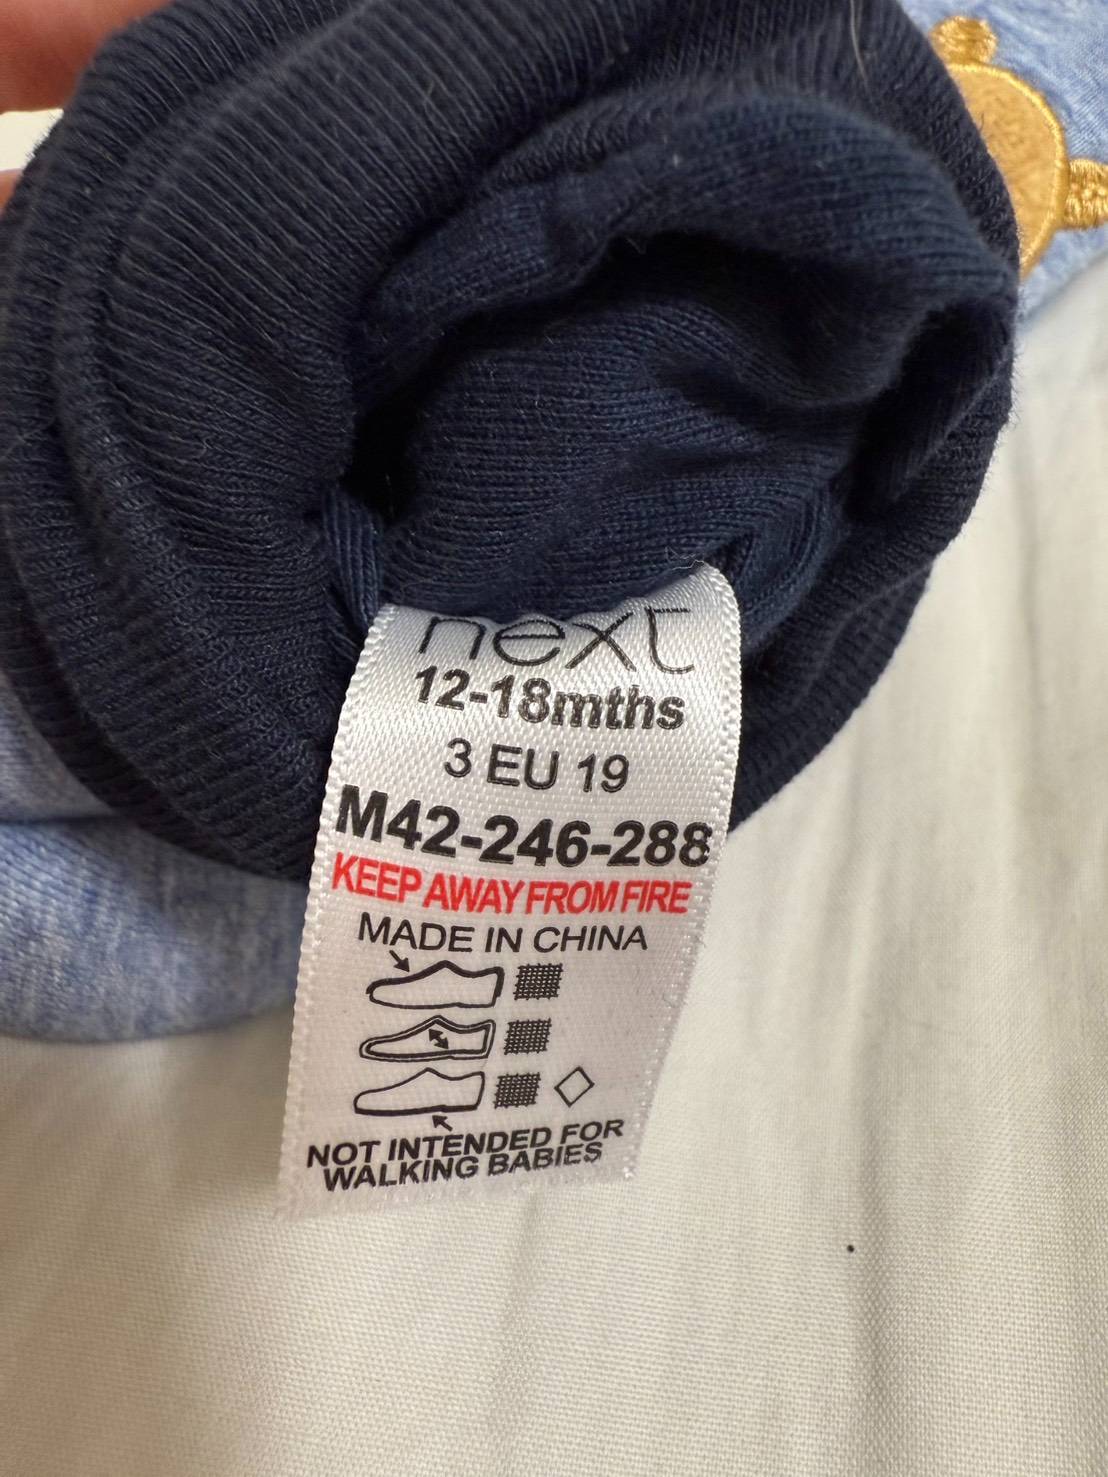 next
12-18mths
3 EU 19
M42-246-288
KEEP AWAY FROM FIRE
MADE IN CHINA
NOT INTENDED FOR
WALKING BABIES